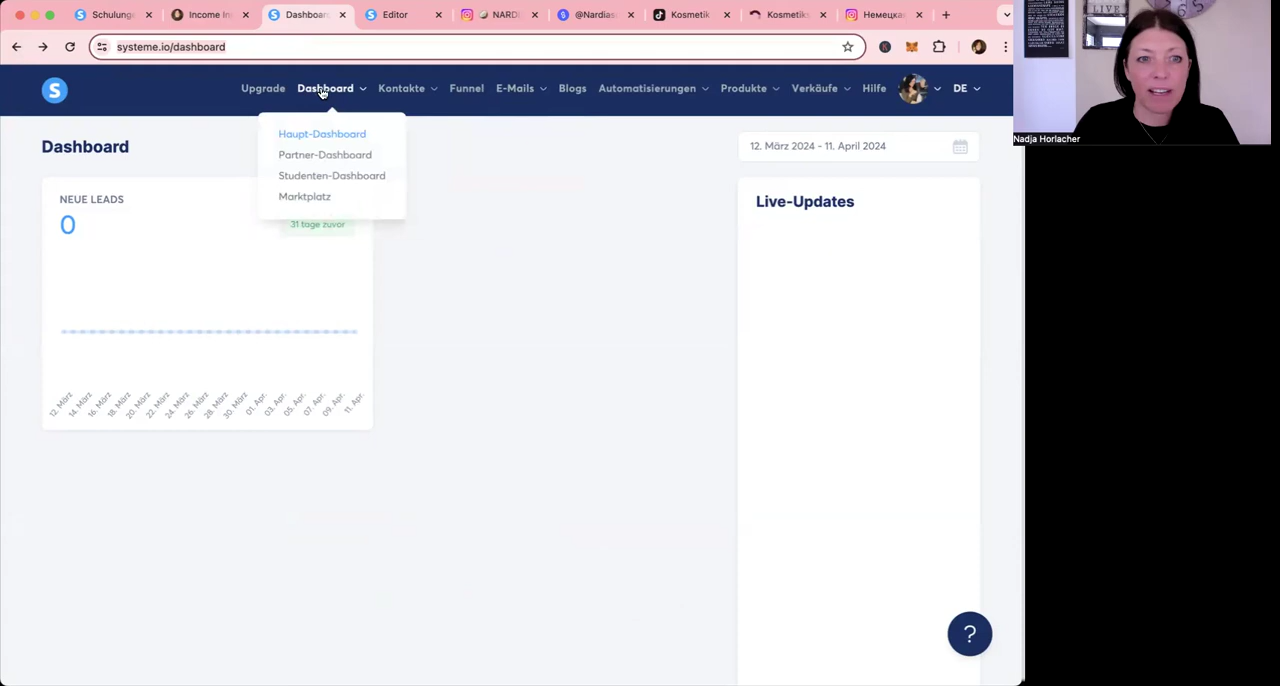 Schulunge
Income In
Dashboar
Editor
NARDI
@Nardias
Kosmetik
Kosmetiks
Немецка
systeme.io/dashboard
S
Upgrade Dashboard Kontakte Funnel E-Mails Blogs Automatisierungen Produkte Verkäufe Hilfe DE
Haupt-Dashboard
Partner-Dashboard
Studenten-Dashboard
Marktplatz
Dashboard
12. März 2024 - 11. April 2024
NEUE LEADS
0
31 tage zuvor
12. März 14. März 16. März 18. März 20. März 22. März 24. März 26. März 28. März 30. März 01. Apr. 03. Apr. 05. Apr. 07. Apr. 09. Apr. 11. Apr.
Live-Updates
?
LIVE
365
Nadja Horlacher